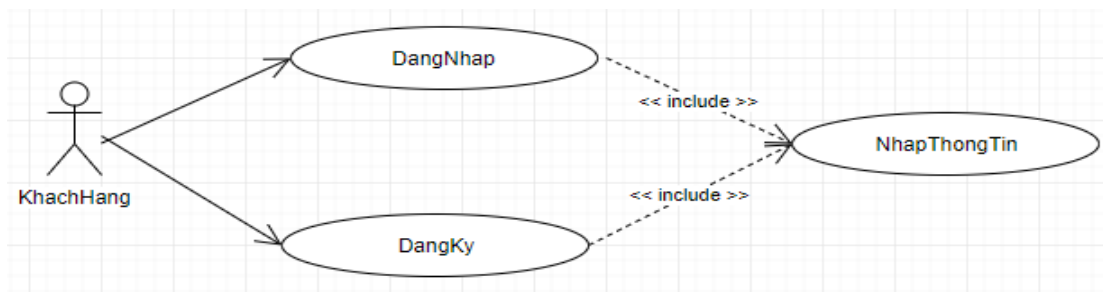 DangNhap
<< include >>
NhapThongTin
KhachHang
<< include >>
DangKy